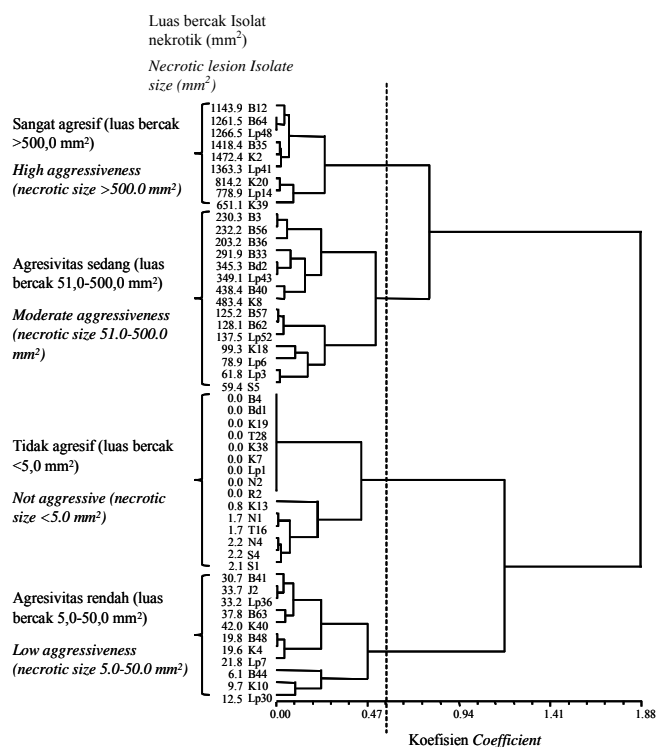 Luas bercak Isolat
nekrotik (mm²)
Necrotic lesion Isolate
size (mm²)
Sangat agresif (luas bercak
>500,0 mm²)
High aggressiveness
(necrotic size >500.0 mm²)
1143.9 B12
1261.5 B64
1266.5 Lp48
1418.4 B35
1472.4 K2
1363.3 Lp41
814.2 K20
778.9 Lp14
651.1 K39
Agresivitas sedang (luas
bercak 51,0-500,0 mm²)
Moderate aggressiveness
(necrotic size 51.0-500.0
mm²)
230.3 B3
232.2 B56
203.2 B36
291.9 B33
345.3 Bd2
349.1 Lp43
438.4 B40
483.4 K8
125.2 B57
128.1 B62
137.5 Lp52
99.3 K18
78.9 Lp6
61.8 Lp3
59.4 S5
Tidak agresif (luas bercak
<5,0 mm²)
Not aggressive (necrotic
size <5.0 mm²)
0.0 B4
0.0 Bd1
0.0 K19
0.0 T28
0.0 K38
0.0 K7
0.0 Lp1
0.0 N2
0.0 R2
0.8 K13
1.7 N1
1.7 T16
2.2 N4
2.2 S4
2.1 S1
Agresivitas rendah (luas
bercak 5,0-50,0 mm²)
Low aggressiveness
(necrotic size 5.0-50.0 mm²)
30.7 B41
33.7 J2
33.2 Lp36
37.8 B63
42.0 K40
19.8 B48
19.6 K4
21.8 Lp7
6.1 B44
9.7 K10
12.5 Lp30
0.00 0.47 0.94 1.41 1.88
Koefisien Coefficient